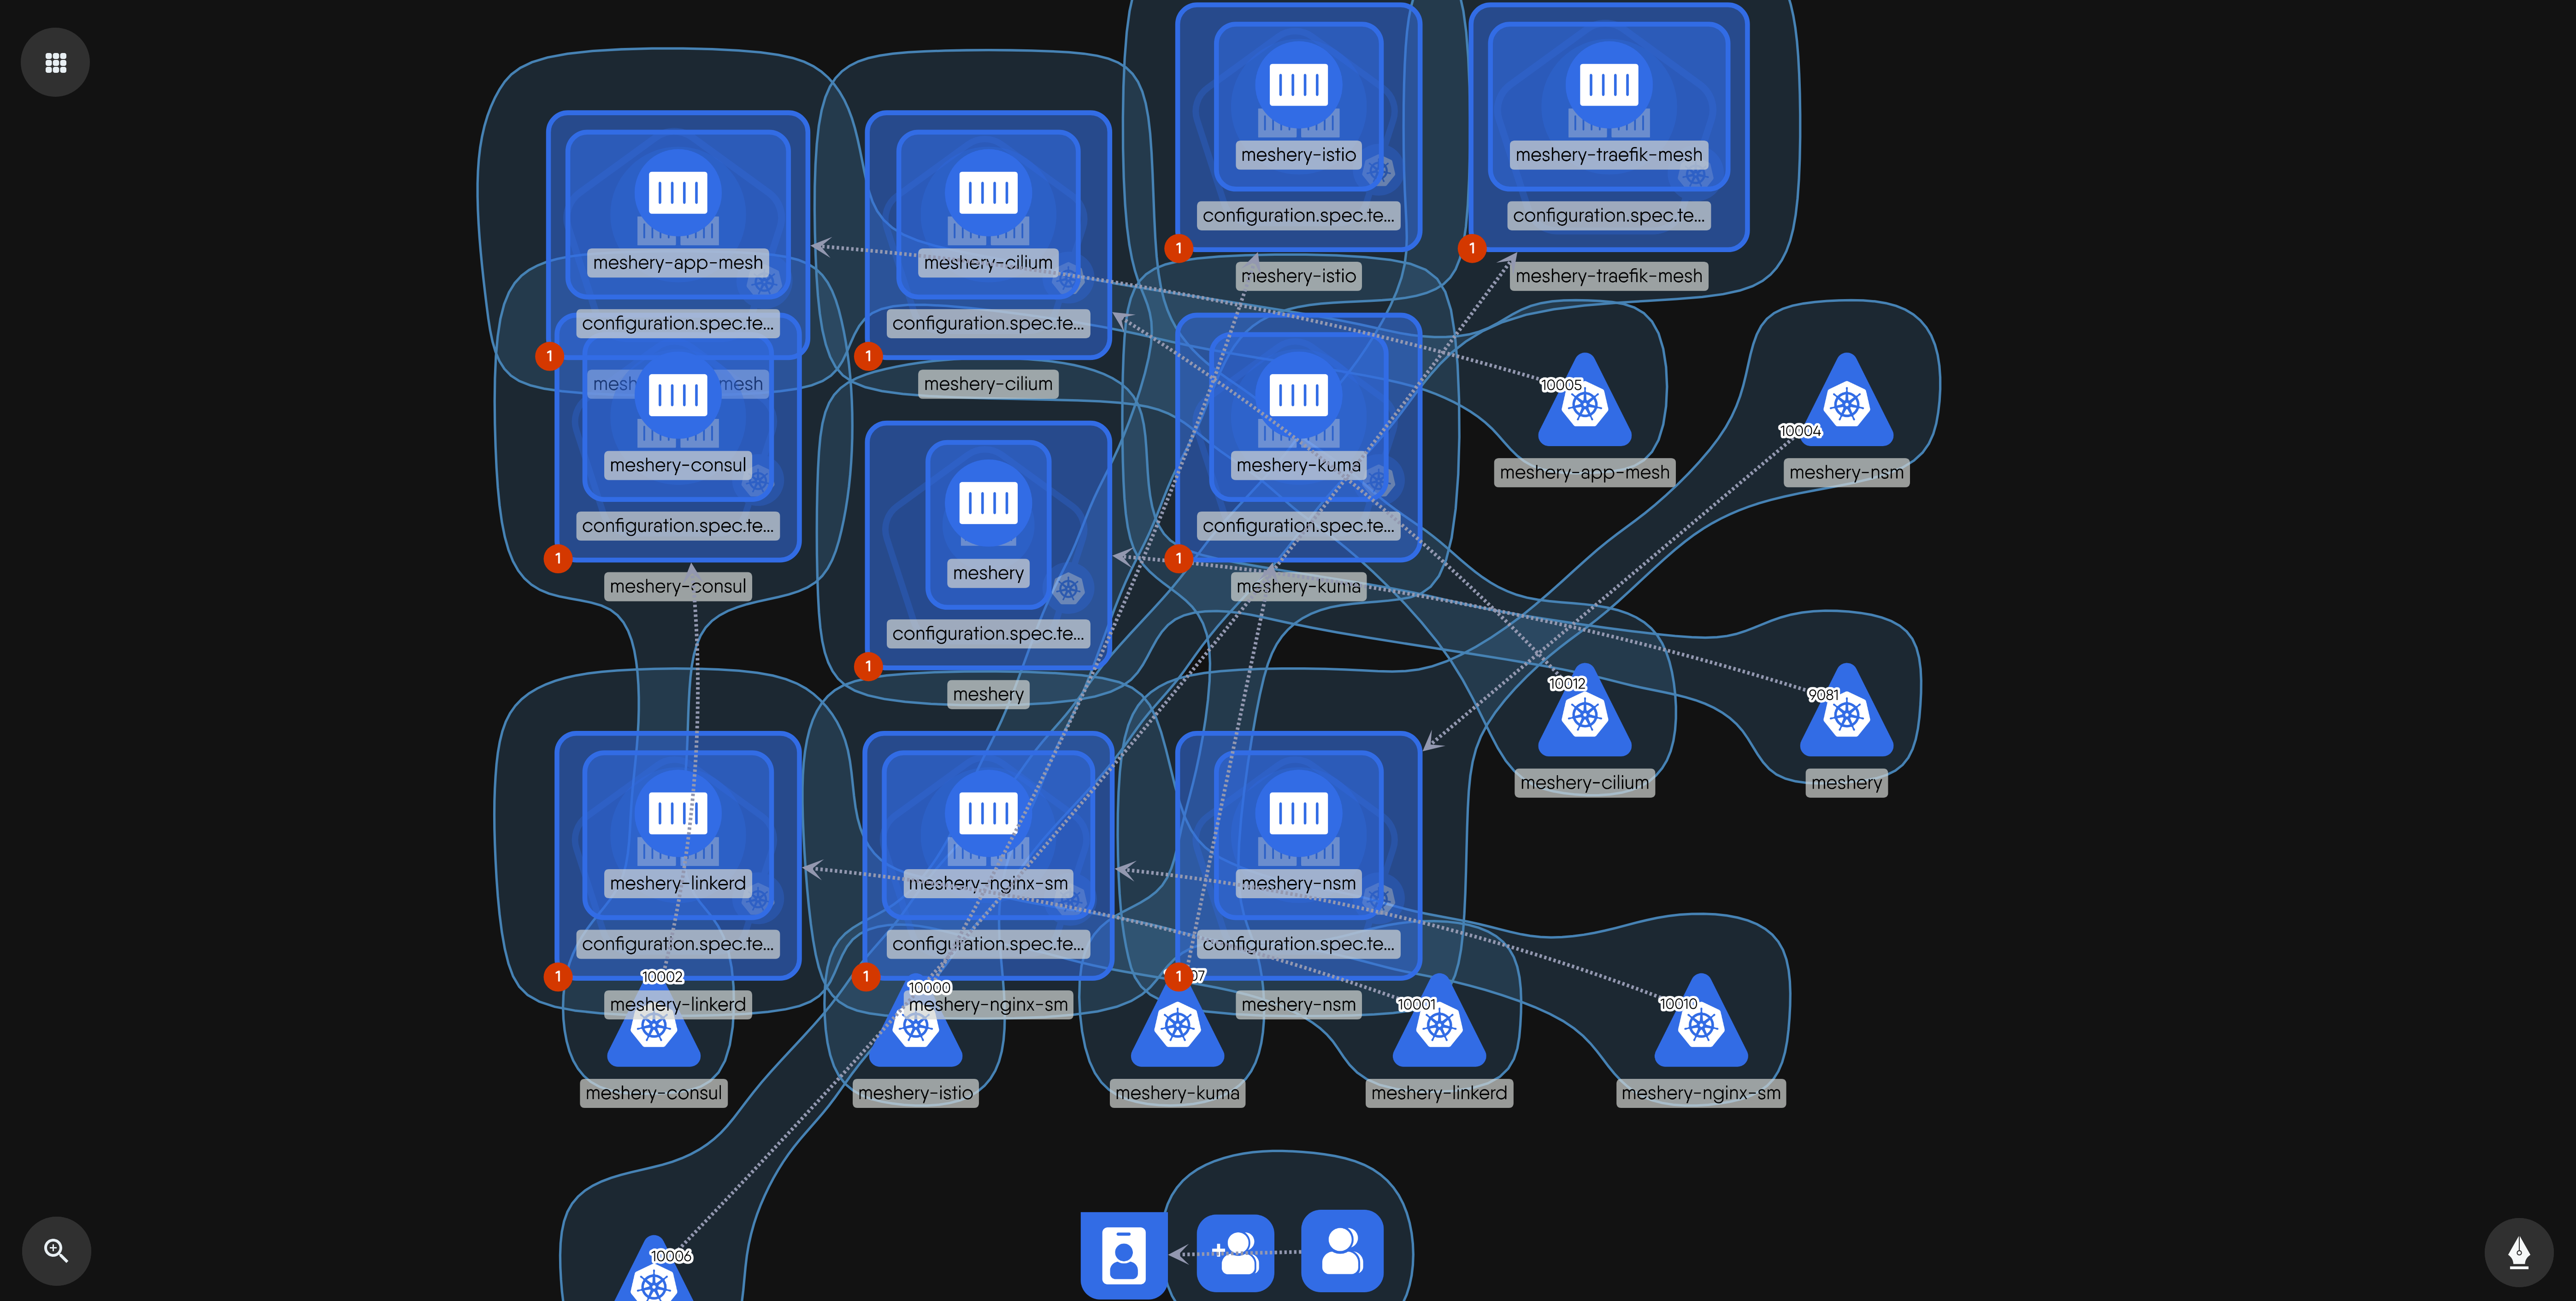 meshery-istio
meshery-traefik-mesh
configuration.spec.te...
configuration.spec.te...
1
1
meshery-istio
meshery-traefik-mesh
meshery-app-mesh
meshery-cilium
configuration.spec.te...
configuration.spec.te...
1
1
meshery-cilium
10005
10004
meshery-consul
meshery-kuma
meshery-app-mesh
meshery-nsm
configuration.spec.te...
configuration.spec.te...
1
1
meshery-consul
meshery-kuma
meshery
configuration.spec.te...
1
meshery
10012
9081
meshery-cilium
meshery
meshery-linkerd
meshery-nginx-sm
meshery-nsm
configuration.spec.te...
configuration.spec.te...
configuration.spec.te...
1
10002
1
10000
1
meshery-linkerd
meshery-nginx-sm
meshery-nsm
10001
10010
meshery-consul
meshery-istio
meshery-kuma
meshery-linkerd
meshery-nginx-sm
10006